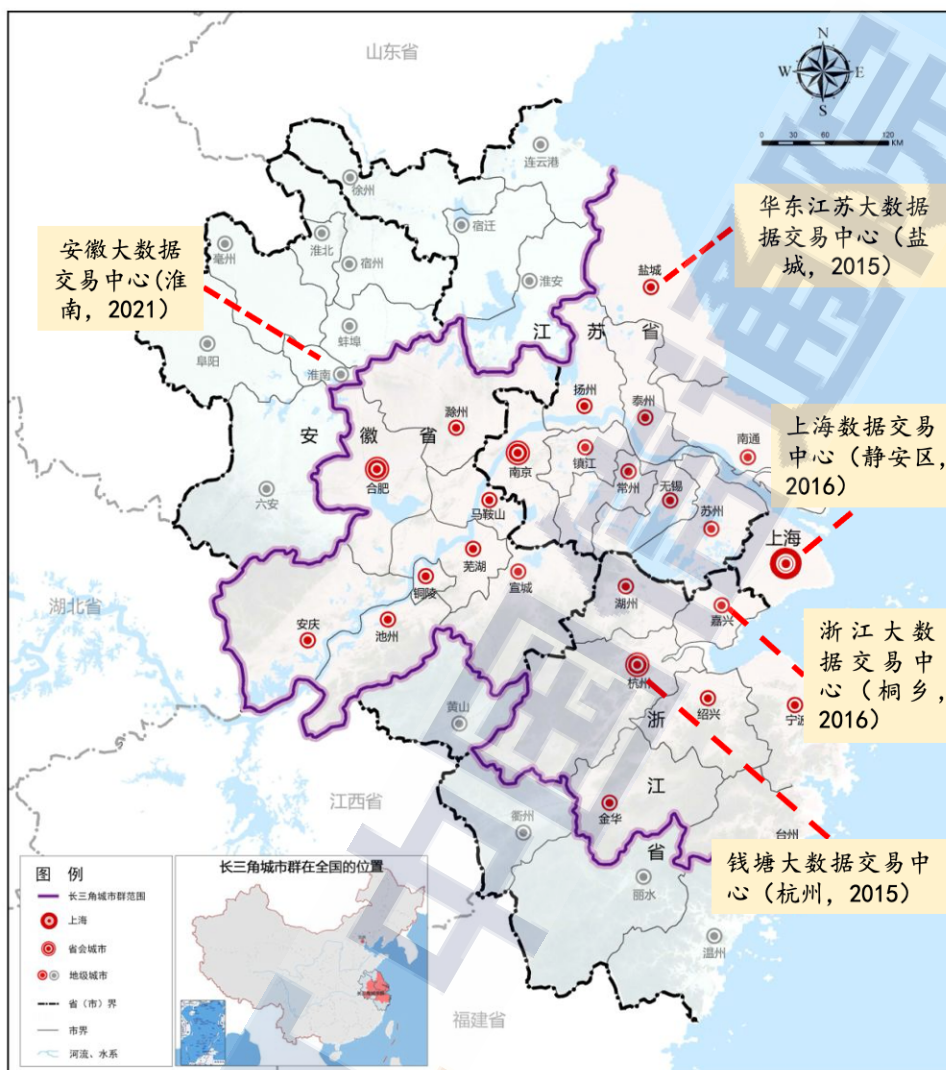 山东省
N
W
E
S
0 30 60 120
KM
连云港
徐州
宿迁
淮北
宿州
亳州
淮安
蚌埠
阜阳
淮南
盐城
华东江苏大数据
据交易中心（盐
城，2015）
安徽大数据
交易中心(淮
南，2021）
江苏省
扬州
泰州
滁州
安徽省
南京
镇江
南通
常州
无锡
合肥
六安
马鞍山
苏州
上海
上海数据交易
中心（静安区，
2016）
芜湖
宣城
铜陵
湖州
嘉兴
湖北省
安庆
池州
浙江大数
据交易中
心（桐乡，
2016）
杭州
绍兴
宁波
黄山
浙
江
省
江西省
衢州
金华
台州
钱塘大数据交易中
心（杭州，2015）
丽水
温州
福建省
图 例
长三角城市群范围
上海
省会城市
地级城市
省（市）界
市界
河流、水系
长三角城市群在全国的位置